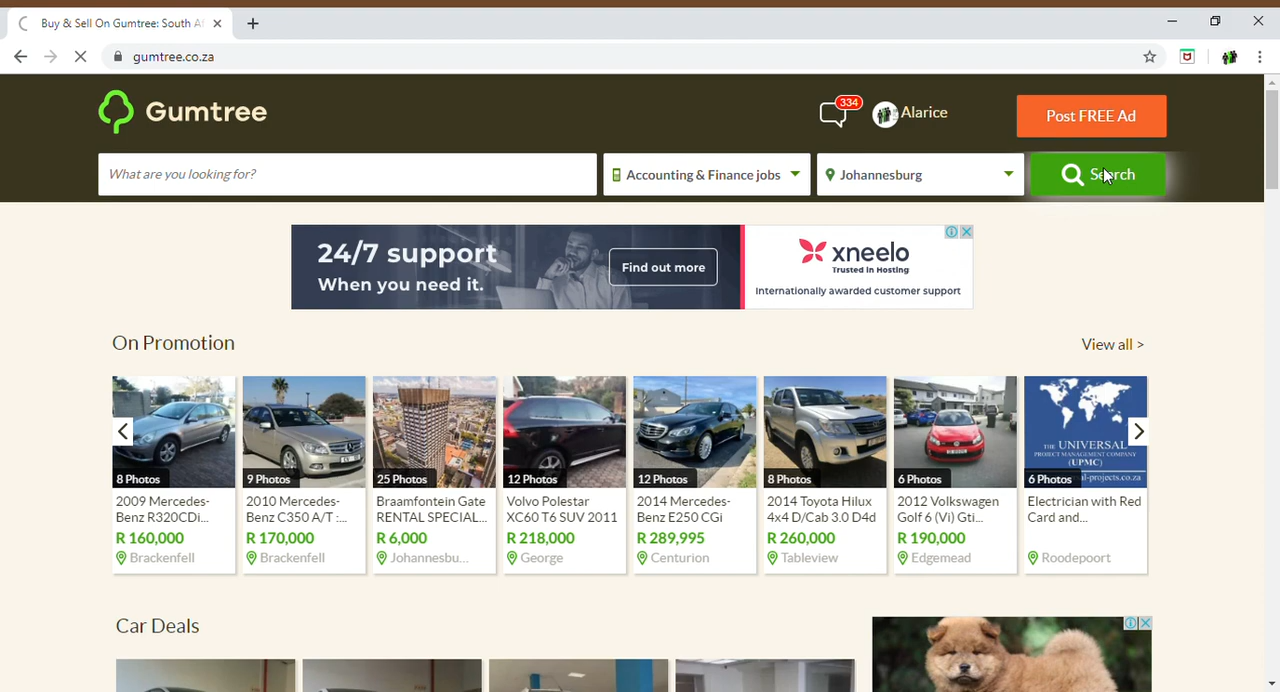 Buy & Sell On Gumtree: South Af
gumtree.co.za
Gumtree
334
Alarice
Post FREE Ad
What are you looking for?
Accounting & Finance jobs
Johannesburg
Search
24/7 support
When you need it.
Find out more
xneelo
Trusted in Hosting
Internationally awarded customer support
On Promotion
View all >
8 Photos
9 Photos
25 Photos
12 Photos
12 Photos
8 Photos
6 Photos
THE UNIVERSAL
PROJECT MANAGEMENT COMPANY
(UPMC)
6 Photos
l-projects.co.za
2009 Mercedes-
Benz R320CDi...
R 160,000
Brackenfell
2010 Mercedes-
Benz C350 A/T :...
R 170,000
Brackenfell
Braamfontein Gate
RENTAL SPECIAL...
R 6,000
Johannesbu...
Volvo Polestar
XC60 T6 SUV 2011
R 218,000
George
2014 Mercedes-
Benz E250 CGi
R 289,995
Centurion
2014 Toyota Hilux
4x4 D/Cab 3.0 D4d
R 260,000
Tableview
2012 Volkswagen
Golf 6 (Vi) Gti...
R 190,000
Edgemead
Electrician with Red
Card and...
Roodepoort
Car Deals